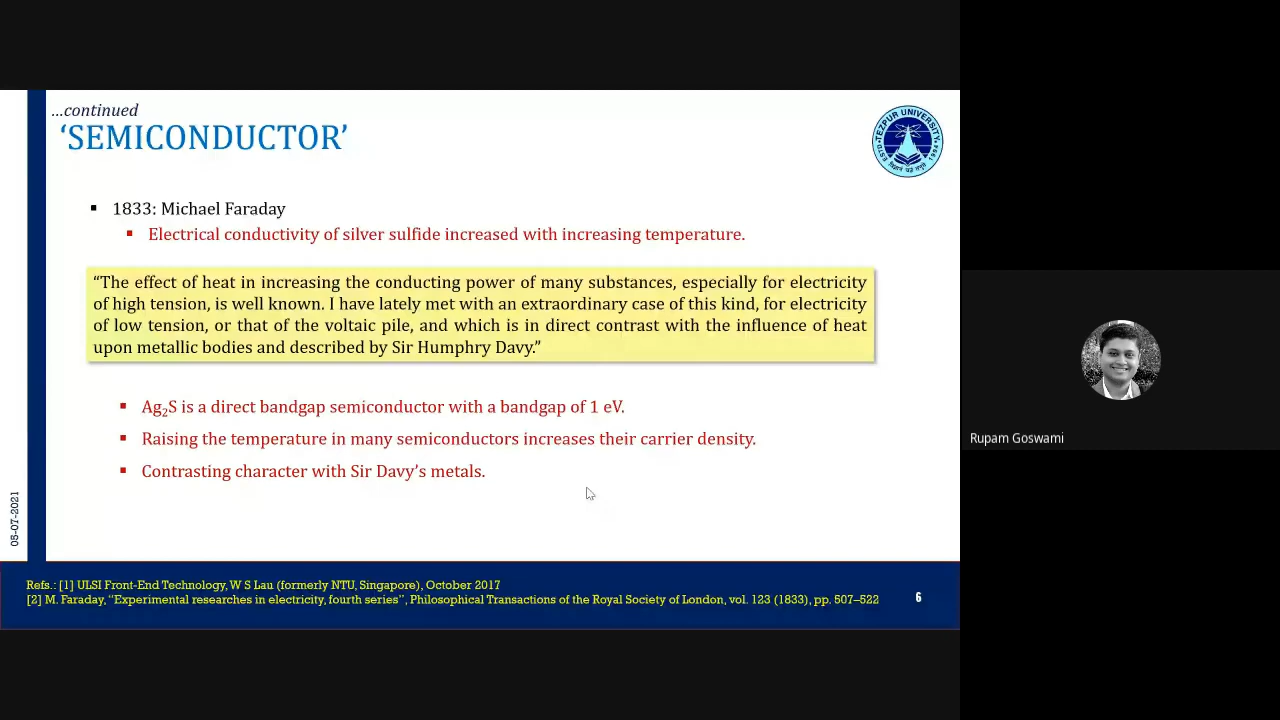 ...continued
‘SEMICONDUCTOR’
TEZPUR UNIVERSITY
▪ 1833: Michael Faraday
▪ Electrical conductivity of silver sulfide increased with increasing temperature.
“The effect of heat in increasing the conducting power of many substances, especially for electricity
of high tension, is well known. I have lately met with an extraordinary case of this kind, for electricity
of low tension, or that of the voltaic pile, and which is in direct contrast with the influence of heat
upon metallic bodies and described by Sir Humphry Davy.”
▪ Ag₂S is a direct bandgap semiconductor with a bandgap of 1 eV.
▪ Raising the temperature in many semiconductors increases their carrier density.
▪ Contrasting character with Sir Davy’s metals.
Rupam Goswami
08-07-2021
Refs.: [1] ULSI Front-End Technology, W S Lau (formerly NTU, Singapore), October 2017
[2] M. Faraday, “Experimental researches in electricity, fourth series”, Philosophical Transactions of the Royal Society of London, vol. 123 (1833), pp. 507–522
6